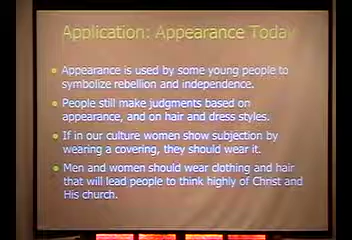 Application: Appearance Today
Appearance is used by some young people to
symbolize rebellion and independence.
People still make judgments based on
appearance, and on hair and dress styles.
If in our culture women show subjection by
wearing a covering, they should wear it.
Men and women should wear clothing and hair
that will lead people to think highly of Christ and
His church.